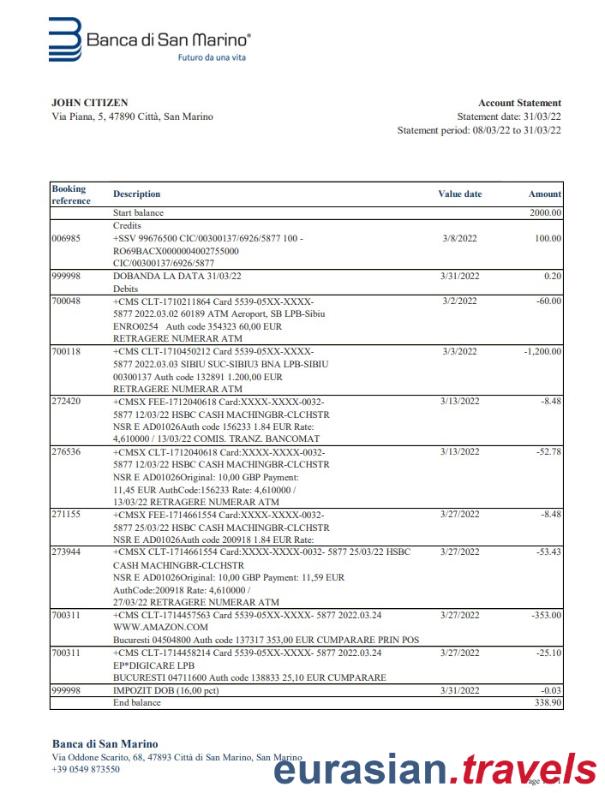 Banca di San Marino®
Futuro da una vita
JOHN CITIZEN
Via Piana, 5, 47890 Città, San Marino
Account Statement
Statement date: 31/03/22
Statement period: 08/03/22 to 31/03/22
Booking reference Description Value date Amount
Start balance 2000.00
Credits
006985 +SSV 99676500 CIC/00300137/6926/5877 100 - 3/8/2022 100.00
RO69BACX0000004002755000
CIC/00300137/6926/5877
999998 DOBANDA LA DATA 31/03/22 3/31/2022 0.20
Debits
700048 +CMS CLT-1710211864 Card 5539-05XX-XXXX- 3/2/2022 -60.00
5877 2022.03.02 60189 ATM Aeroport, SB LPB-Sibiu
ENRO0254 Auth code 354323 60,00 EUR
RETRAGERE NUMERAR ATM
700118 +CMS CLT-1710450212 Card 5539-05XX-XXXX- 3/3/2022 -1,200.00
5877 2022.03.03 SIBIU SUC-SIBIU3 BNA LPB-SIBIU
00300137 Auth code 132891 1.200,00 EUR
RETRAGERE NUMERAR ATM
272420 +CMSX FEE-1712040618 Card:XXXX-XXXX-0032- 3/13/2022 -8.48
5877 12/03/22 HSBC CASH MACHINGBR-CLCHSTR
NSR E AD01026Auth code 156233 1.84 EUR Rate:
4,610000 / 13/03/22 COMIS. TRANZ. BANCOMAT
276536 +CMSX CLT-1712040618 Card:XXXX-XXXX-0032- 3/13/2022 -52.78
5877 12/03/22 HSBC CASH MACHINGBR-CLCHSTR
NSR E AD01026Original: 10,00 GBP Payment:
11,45 EUR AuthCode:156233 Rate: 4,610000 /
13/03/22 RETRAGERE NUMERAR ATM
271155 +CMSX FEE-1714661554 Card:XXXX-XXXX-0032- 3/27/2022 -8.48
5877 25/03/22 HSBC CASH MACHINGBR-CLCHSTR
NSR E AD01026Auth code 200918 1.84 EUR Rate:
273944 +CMSX CLT-1714661554 Card:XXXX-XXXX-0032- 5877 25/03/22 HSBC 3/27/2022 -53.43
CASH MACHINGBR-CLCHSTR
NSR E AD01026Original: 10,00 GBP Payment: 11,59 EUR
AuthCode:200918 Rate: 4,610000 /
27/03/22 RETRAGERE NUMERAR ATM
700311 +CMS CLT-1714457563 Card 5539-05XX-XXXX- 5877 2022.03.24 3/27/2022 -353.00
WWW.AMAZON.COM
Bucuresti 04504800 Auth code 137317 353,00 EUR CUMPARARE PRIN POS
700311 +CMS CLT-1714458214 Card 5539-05XX-XXXX- 5877 2022.03.24 3/27/2022 -25.10
EP*DIGICARE LPB
BUCURESTI 04711600 Auth code 138833 25,10 EUR CUMPARARE
999998 IMPOZIT DOB (16,00 pct) 3/31/2022 -0.03
End balance 338.90
Banca di San Marino
Via Oddone Scarito, 68, 47893 Città di San Marino, San Marino
+39 0549 873550
eurasian.travels